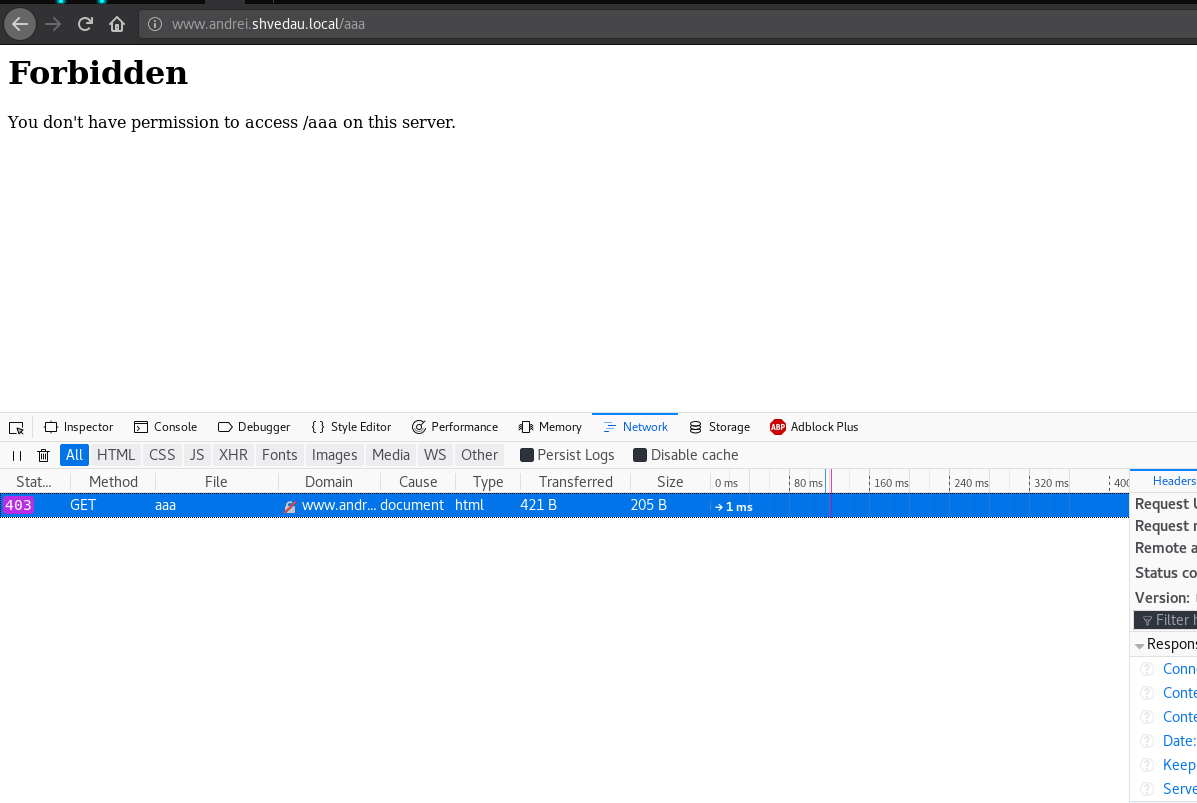 www.andrei.shvedau.local/aaa
Forbidden
You don't have permission to access /aaa on this server.
Inspector Console Debugger { } Style Editor Performance Memory Network Storage ABP Adblock Plus
All HTML CSS JS XHR Fonts Images Media WS Other Persist Logs Disable cache
Stat... Method File Domain Cause Type Transferred Size 0 ms 80 ms 160 ms 240 ms 320 ms 400 Headers
403 GET aaa www.andr... document html 421 B 205 B → 1 ms
Request U
Request m
Remote a
Status co
Version:
Filter h
Respons
Conne
Conte
Conte
Date:
Keep
Serve